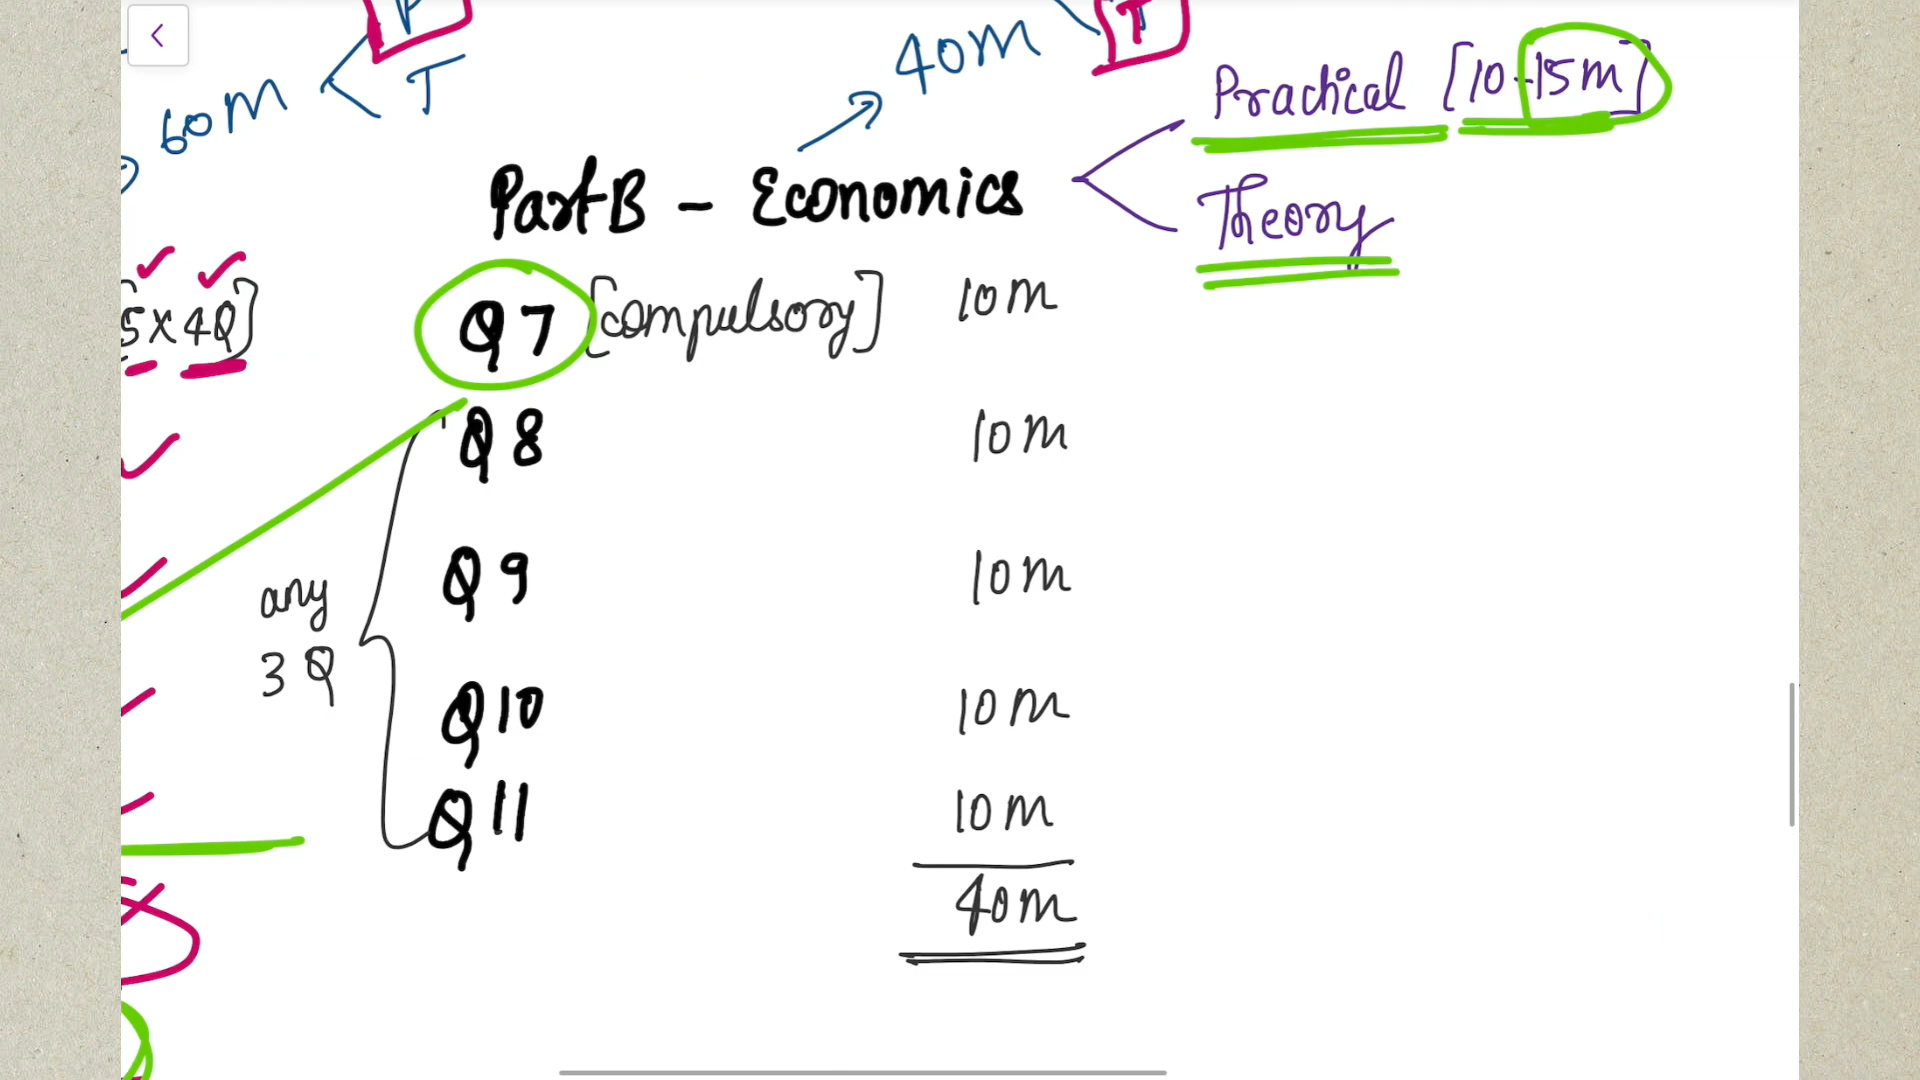 P
T
60m
T
40m
Practical [10-15m]
Part B - Economics
Theory
5x4Q]
Q7 [compulsory] 10m
Q8 10m
Q9 10m
any
3 Q
Q10 10m
Q11 10m
40m